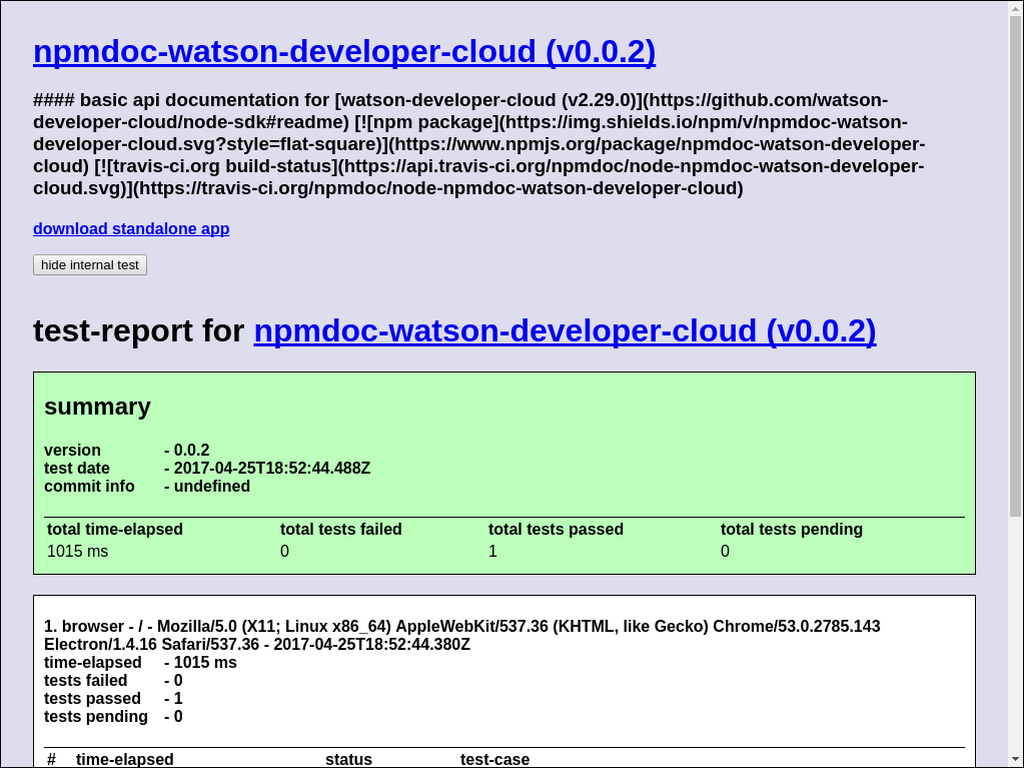 npmdoc-watson-developer-cloud (v0.0.2)
#### basic api documentation for [watson-developer-cloud (v2.29.0)](https://github.com/watson-
developer-cloud/node-sdk#readme) [![npm package](https://img.shields.io/npm/v/npmdoc-watson-
developer-cloud.svg?style=flat-square)](https://www.npmjs.org/package/npmdoc-watson-developer-
cloud) [![travis-ci.org build-status](https://api.travis-ci.org/npmdoc/node-npmdoc-watson-developer-
cloud.svg)](https://travis-ci.org/npmdoc/node-npmdoc-watson-developer-cloud)
download standalone app
hide internal test
test-report for npmdoc-watson-developer-cloud (v0.0.2)
summary
version - 0.0.2
test date - 2017-04-25T18:52:44.488Z
commit info - undefined
total time-elapsed total tests failed total tests passed total tests pending
1015 ms 0 1 0
1. browser - / - Mozilla/5.0 (X11; Linux x86_64) AppleWebKit/537.36 (KHTML, like Gecko) Chrome/53.0.2785.143
Electron/1.4.16 Safari/537.36 - 2017-04-25T18:52:44.380Z
time-elapsed - 1015 ms
tests failed - 0
tests passed - 1
tests pending - 0
# time-elapsed status test-case